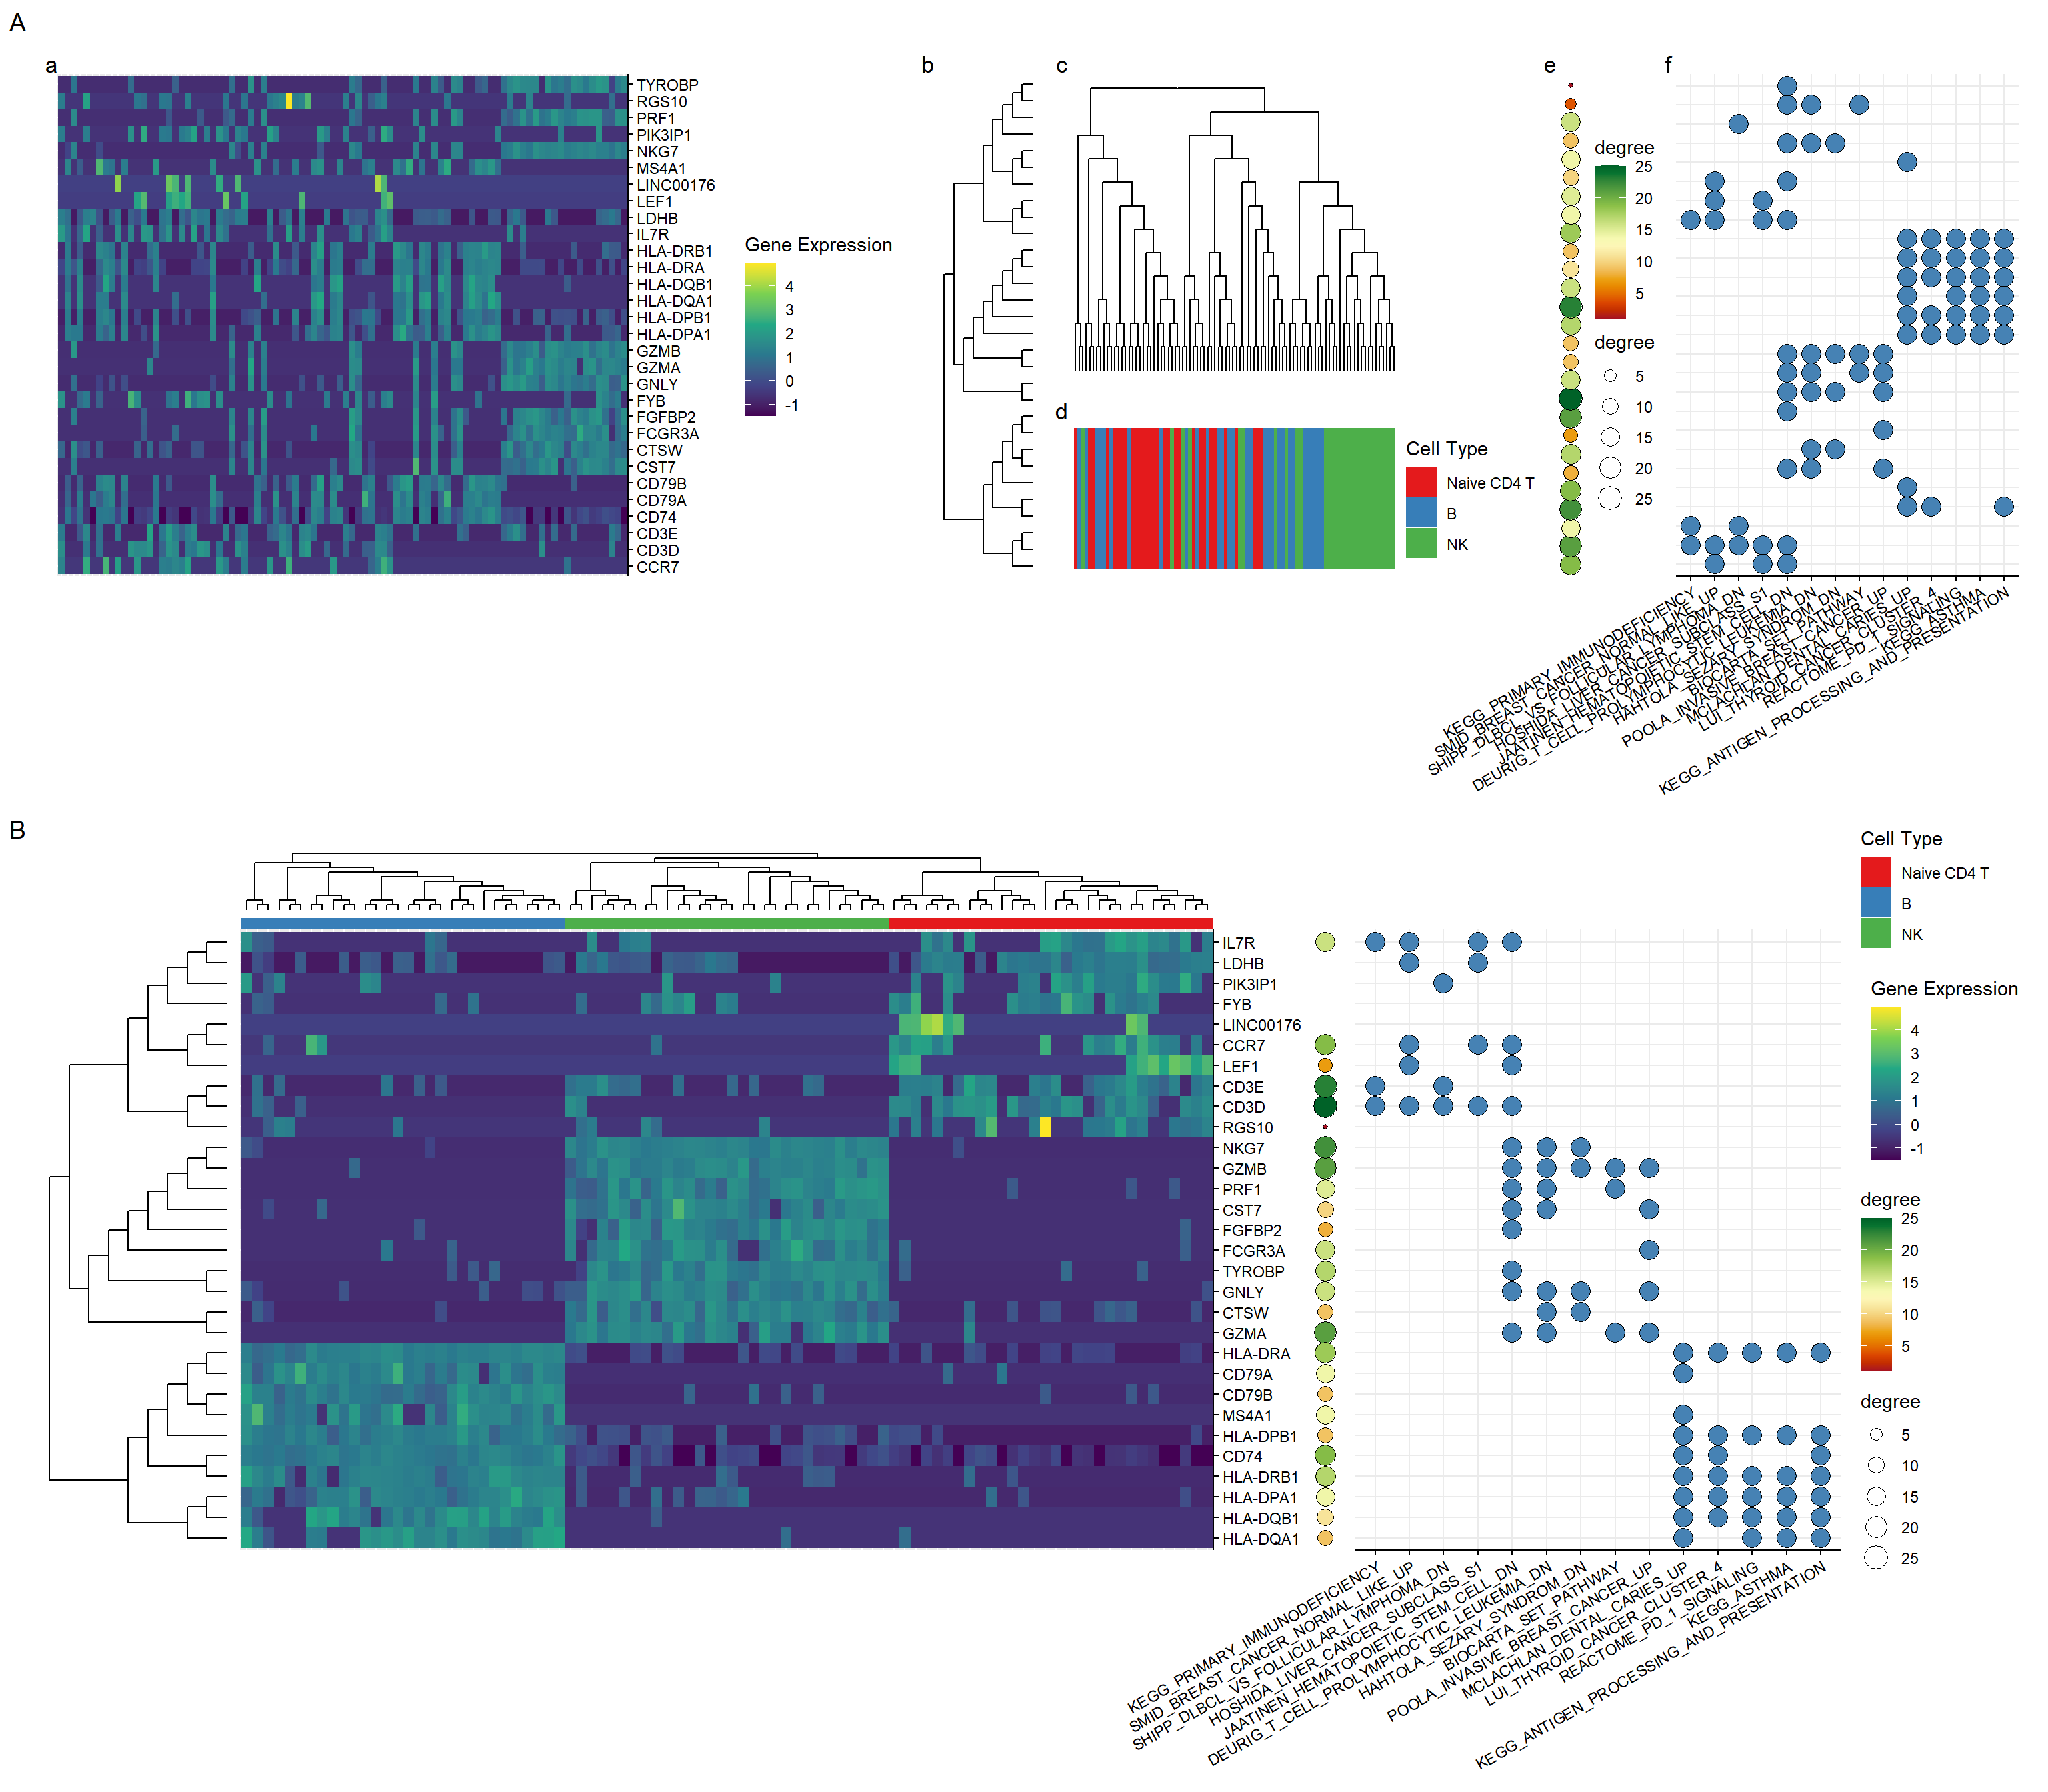 A
a
TYROBP
RGS10
PRF1
PIK3IP1
NKG7
MS4A1
LINC00176
LEF1
LDHB
IL7R
HLA-DRB1
HLA-DRA
HLA-DQB1
HLA-DQA1
HLA-DPB1
HLA-DPA1
GZMB
GZMA
GNLY
FYB
FGFBP2
FCGR3A
CTSW
CST7
CD79B
CD79A
CD74
CD3E
CD3D
CCR7
Gene Expression
4
3
2
1
0
-1
b
c
d
Cell Type
Naive CD4 T
B
NK
e
degree
25
20
15
10
5
degree
5
10
15
20
25
f
KEGG_PRIMARY_IMMUNODEFICIENCY
SMID_BREAST_CANCER_NORMAL_LIKE_UP
SHIPP_DLBCL_VS_FOLLICULAR_LYMPHOMA_DN
HOSHIDA_LIVER_CANCER_SUBCLASS_S1
JAATINEN_HEMATOPOIETIC_STEM_CELL_DN
DEURIG_T_CELL_PROLYMPHOCYTIC_LEUKEMIA_DN
HAHTOLA_SEZARY_SYNDROM_DN
BIOCARTA_SET_PATHWAY
POOLA_INVASIVE_BREAST_CANCER_UP
MCLACHLAN_DENTAL_CARIES_UP
LUI_THYROID_CANCER_CLUSTER_4
REACTOME_PD_1_SIGNALING
KEGG_ASTHMA
KEGG_ANTIGEN_PROCESSING_AND_PRESENTATION
B
IL7R
LDHB
PIK3IP1
FYB
LINC00176
CCR7
LEF1
CD3E
CD3D
RGS10
NKG7
GZMB
PRF1
CST7
FGFBP2
FCGR3A
TYROBP
GNLY
CTSW
GZMA
HLA-DRA
CD79A
CD79B
MS4A1
HLA-DPB1
CD74
HLA-DRB1
HLA-DPA1
HLA-DQB1
HLA-DQA1
KEGG_PRIMARY_IMMUNODEFICIENCY
SMID_BREAST_CANCER_NORMAL_LIKE_UP
SHIPP_DLBCL_VS_FOLLICULAR_LYMPHOMA_DN
HOSHIDA_LIVER_CANCER_SUBCLASS_S1
JAATINEN_HEMATOPOIETIC_STEM_CELL_DN
DEURIG_T_CELL_PROLYMPHOCYTIC_LEUKEMIA_DN
HAHTOLA_SEZARY_SYNDROM_DN
BIOCARTA_SET_PATHWAY
POOLA_INVASIVE_BREAST_CANCER_UP
MCLACHLAN_DENTAL_CARIES_UP
LUI_THYROID_CANCER_CLUSTER_4
REACTOME_PD_1_SIGNALING
KEGG_ASTHMA
KEGG_ANTIGEN_PROCESSING_AND_PRESENTATION
Cell Type
Naive CD4 T
B
NK
Gene Expression
4
3
2
1
0
-1
degree
25
20
15
10
5
degree
5
10
15
20
25